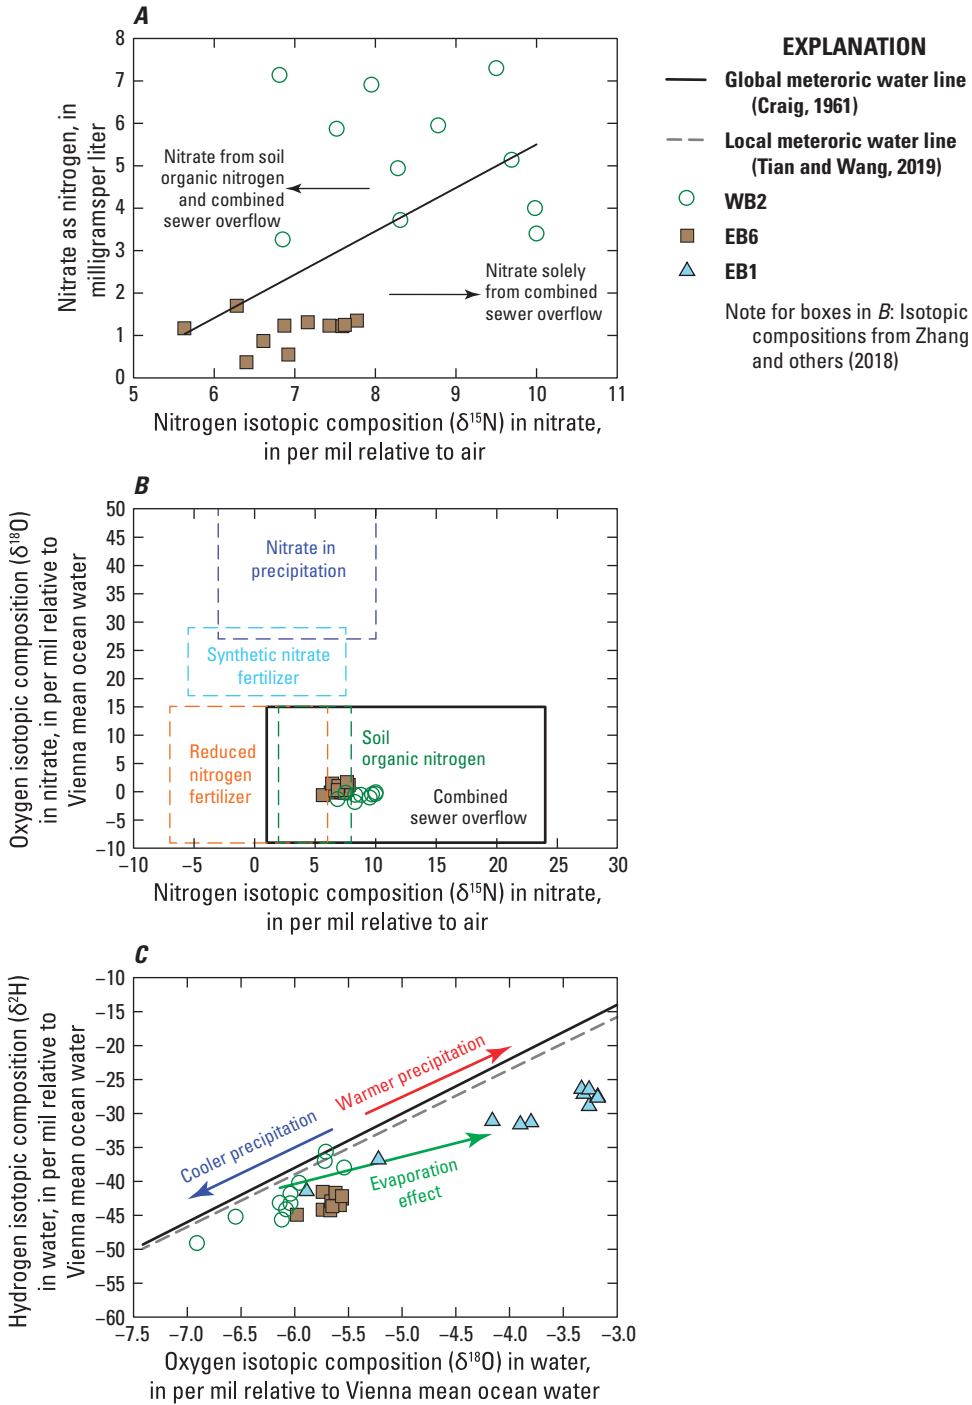 A
8
7
6
5
4
3
2
1
0
5
6
7
8
9
10
11
Nitrate as nitrogen, in
milligramsper liter
Nitrate from soil
organic nitrogen
and combined
sewer overflow
Nitrate solely
from combined
sewer overflow
Nitrogen isotopic composition (δ¹⁵N) in nitrate,
in per mil relative to air
EXPLANATION
Global meteroric water line
(Craig, 1961)
Local meteroric water line
(Tian and Wang, 2019)
WB2
EB6
EB1
Note for boxes in B: Isotopic
compositions from Zhang
and others (2018)
B
50
45
40
35
30
25
20
15
10
5
0
−5
−10
−10
−5
0
5
10
15
20
25
30
Oxygen isotopic composition (δ¹⁸O)
in nitrate, in per mil relative to
Vienna mean ocean water
Nitrate in
precipitation
Synthetic nitrate
fertilizer
Reduced
nitrogen
fertilizer
Soil
organic nitrogen
Combined
sewer overflow
Nitrogen isotopic composition (δ¹⁵N) in nitrate,
in per mil relative to air
C
−10
−15
−20
−25
−30
−35
−40
−45
−50
−55
−60
−7.5
−7.0
−6.5
−6.0
−5.5
−5.0
−4.5
−4.0
−3.5
−3.0
Hydrogen isotopic composition (δ²H)
in water, in per mil relative to
Vienna mean ocean water
Warmer precipitation
Cooler precipitation
Evaporation
effect
Oxygen isotopic composition (δ¹⁸O) in water,
in per mil relative to Vienna mean ocean water